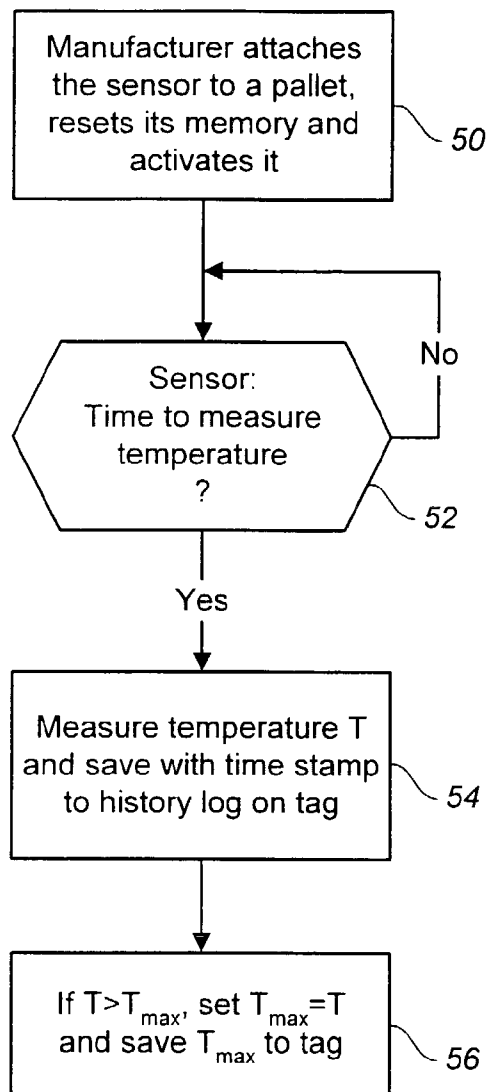 Manufacturer attaches
the sensor to a pallet,
resets its memory and
activates it
50
No
Sensor:
Time to measure
temperature
?
52
Yes
Measure temperature T
and save with time stamp
to history log on tag
54
If T>Tmax, set Tmax=T
and save Tmax to tag
56